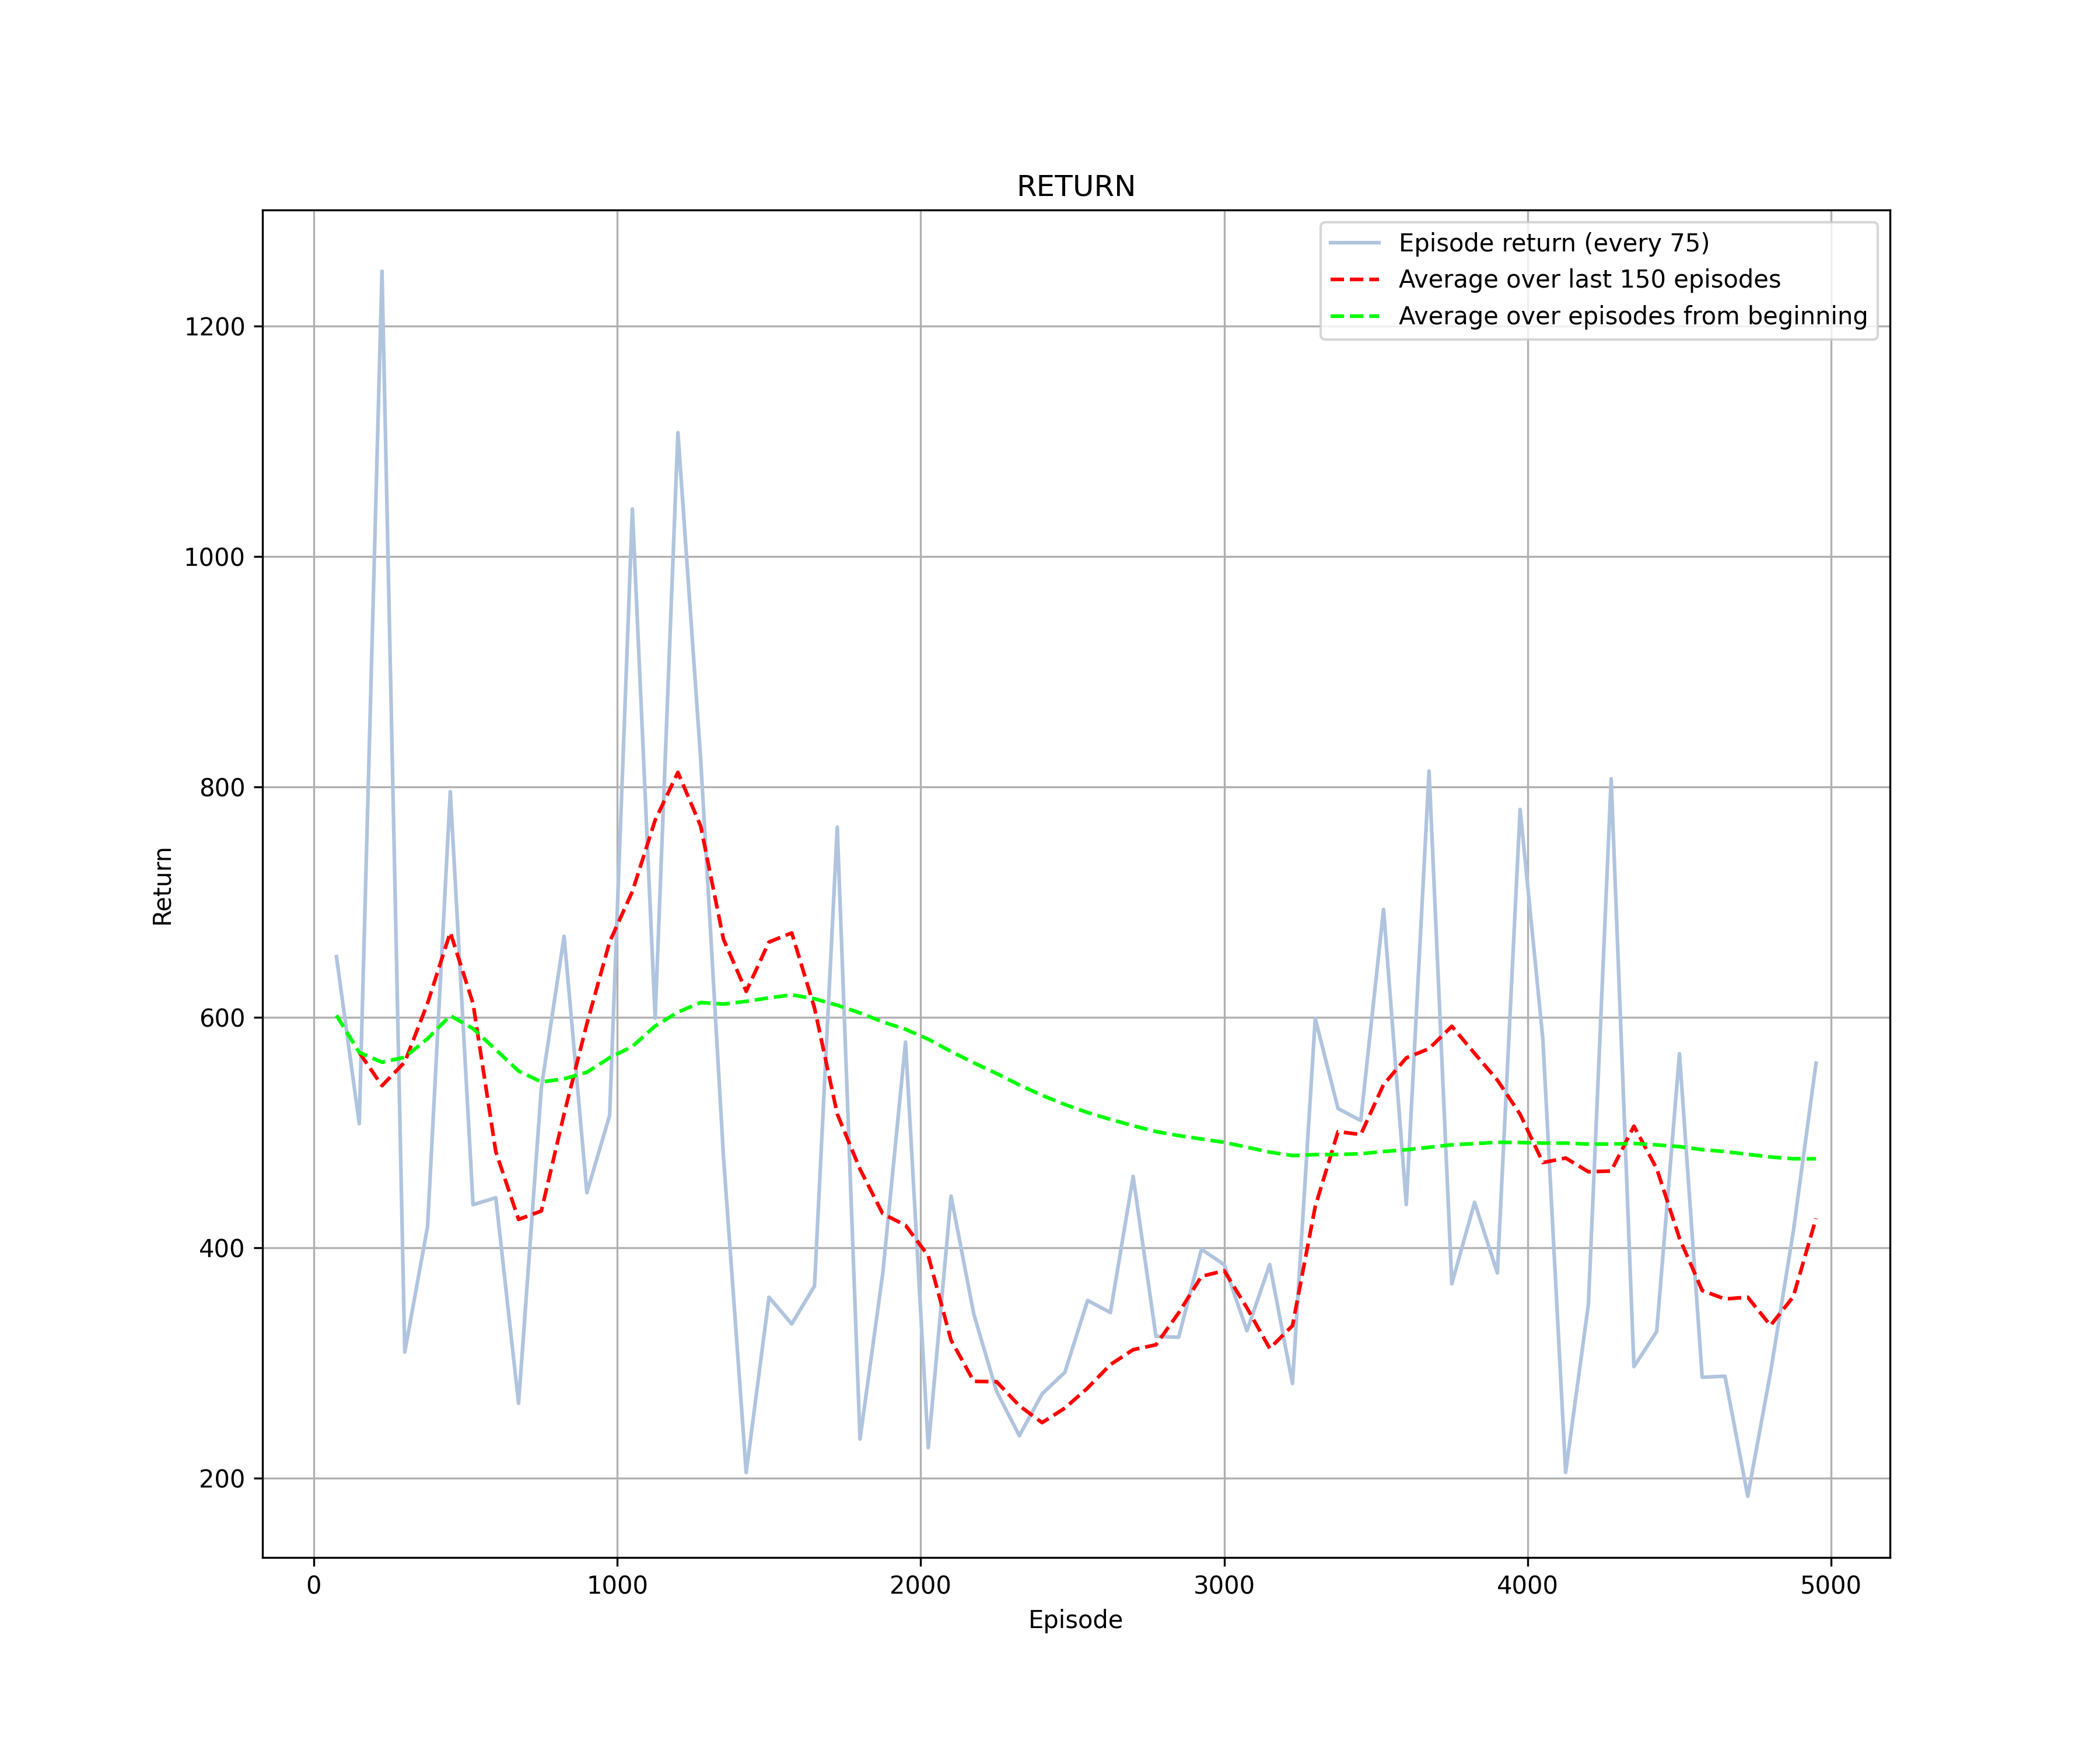 RETURN
Episode return (every 75)
Average over last 150 episodes
Average over episodes from beginning
Return
1200
1000
800
600
400
200
0 1000 2000 3000 4000 5000
Episode